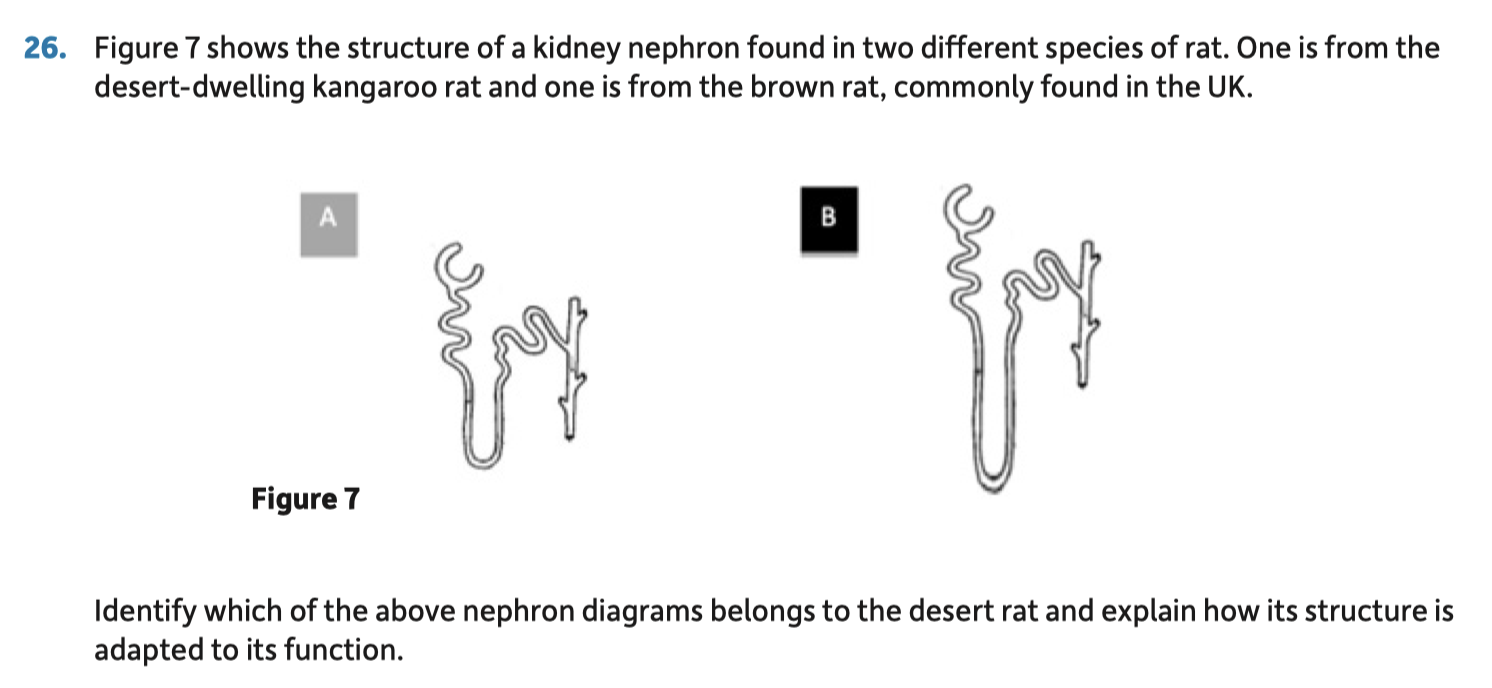 26. Figure 7 shows the structure of a kidney nephron found in two different species of rat. One is from the
desert-dwelling kangaroo rat and one is from the brown rat, commonly found in the UK.
A
B
Figure 7
Identify which of the above nephron diagrams belongs to the desert rat and explain how its structure is
adapted to its function.